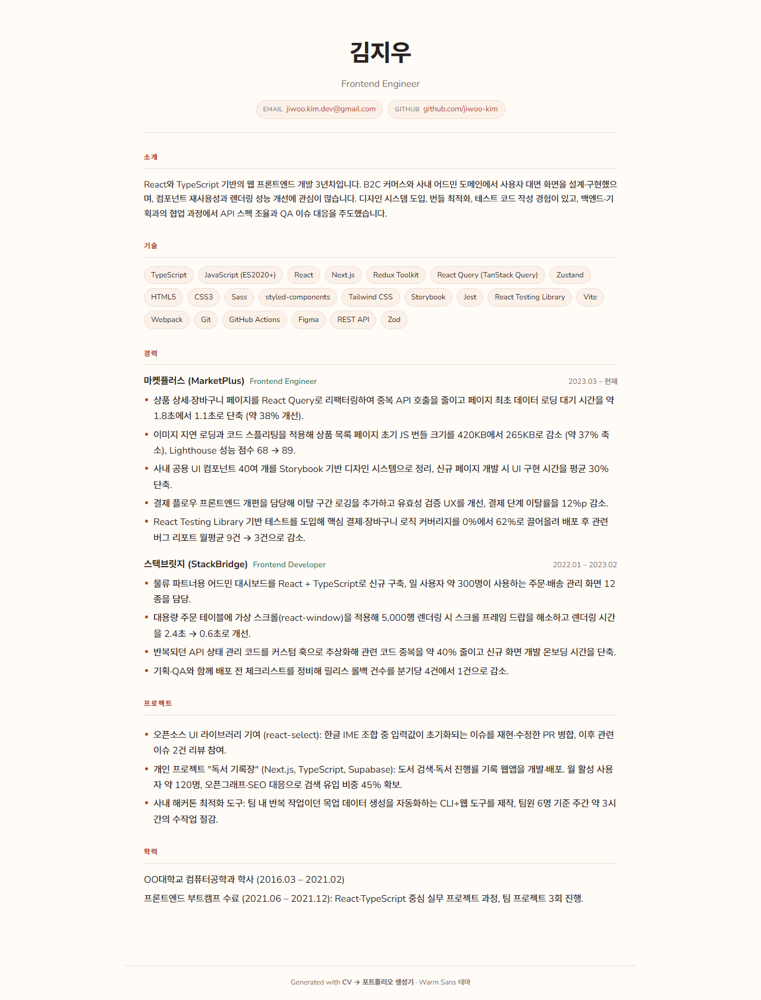 김지우
Frontend Engineer
EMAIL jiwoo.kim.dev@gmail.com GITHUB github.com/jiwoo-kim
소개
React와 TypeScript 기반의 웹 프론트엔드 개발 3년차입니다. B2C 커머스와 사내 어드민 도메인에서 사용자 대면 화면을 설계·구현했으
며, 컴포넌트 재사용성과 렌더링 성능 개선에 관심이 많습니다. 디자인 시스템 도입, 번들 최적화, 테스트 코드 작성 경험이 있고, 백엔드·기
획과의 협업 과정에서 API 스펙 조율과 QA 이슈 대응을 주도했습니다.
기술
TypeScript JavaScript (ES2020+) React Next.js Redux Toolkit React Query (TanStack Query) Zustand
HTML5 CSS3 Sass styled-components Tailwind CSS Storybook Jest React Testing Library Vite
Webpack Git GitHub Actions Figma REST API Zod
경력
마켓플러스 (MarketPlus) Frontend Engineer 2023.03 – 현재
• 상품 상세·장바구니 페이지를 React Query로 리팩터링하여 중복 API 호출을 줄이고 페이지 최초 데이터 로딩 대기 시간을 약
1.8초에서 1.1초로 단축 (약 38% 개선).
• 이미지 지연 로딩과 코드 스플리팅을 적용해 상품 목록 페이지 초기 JS 번들 크기를 420KB에서 265KB로 감소 (약 37% 축
소), Lighthouse 성능 점수 68 → 89.
• 사내 공용 UI 컴포넌트 40여 개를 Storybook 기반 디자인 시스템으로 정리, 신규 페이지 개발 시 UI 구현 시간을 평균 30%
단축.
• 결제 플로우 프론트엔드 개편을 담당해 이탈 구간 로깅을 추가하고 유효성 검증 UX를 개선, 결제 단계 이탈률을 12%p 감소.
• React Testing Library 기반 테스트를 도입해 핵심 결제·장바구니 로직 커버리지를 0%에서 62%로 끌어올려 배포 후 관련
버그 리포트 월평균 9건 → 3건으로 감소.
스택브릿지 (StackBridge) Frontend Developer 2022.01 – 2023.02
• 물류 파트너용 어드민 대시보드를 React + TypeScript로 신규 구축, 일 사용자 약 300명이 사용하는 주문·배송 관리 화면 12
종을 담당.
• 대용량 주문 테이블에 가상 스크롤(react-window)을 적용해 5,000행 렌더링 시 스크롤 프레임 드랍을 해소하고 렌더링 시간
을 2.4초 → 0.6초로 개선.
• 반복되던 API 상태 관리 코드를 커스텀 훅으로 추상화해 관련 코드 중복을 약 40% 줄이고 신규 화면 개발 온보딩 시간을 단축.
• 기획·QA와 함께 배포 전 체크리스트를 정비해 릴리스 롤백 건수를 분기당 4건에서 1건으로 감소.
프로젝트
• 오픈소스 UI 라이브러리 기여 (react-select): 한글 IME 조합 중 입력값이 초기화되는 이슈를 재현·수정한 PR 병합, 이후 관련
이슈 2건 리뷰 참여.
• 개인 프로젝트 "독서 기록장" (Next.js, TypeScript, Supabase): 도서 검색·독서 진행률 기록 웹앱을 개발·배포. 월 활성 사용
자 약 120명, 오픈그래프·SEO 대응으로 검색 유입 비중 45% 확보.
• 사내 해커톤 최적화 도구: 팀 내 반복 작업이던 목업 데이터 생성을 자동화하는 CLI+웹 도구를 제작, 팀원 6명 기준 주간 약 3시
간의 수작업 절감.
학력
OO대학교 컴퓨터공학과 학사 (2016.03 – 2021.02)
프론트엔드 부트캠프 수료 (2021.06 – 2021.12): React·TypeScript 중심 실무 프로젝트 과정, 팀 프로젝트 3회 진행.
Generated with CV → 포트폴리오 생성기 · Warm Sans 테마